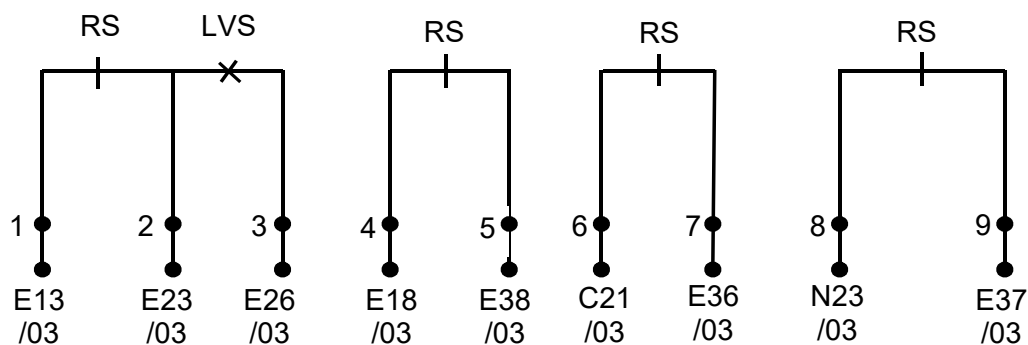 RS LVS RS RS RS
1 2 3 4 5 6 7 8 9
E13 E23 E26 E18 E38 C21 E36 N23 E37
/03 /03 /03 /03 /03 /03 /03 /03 /03